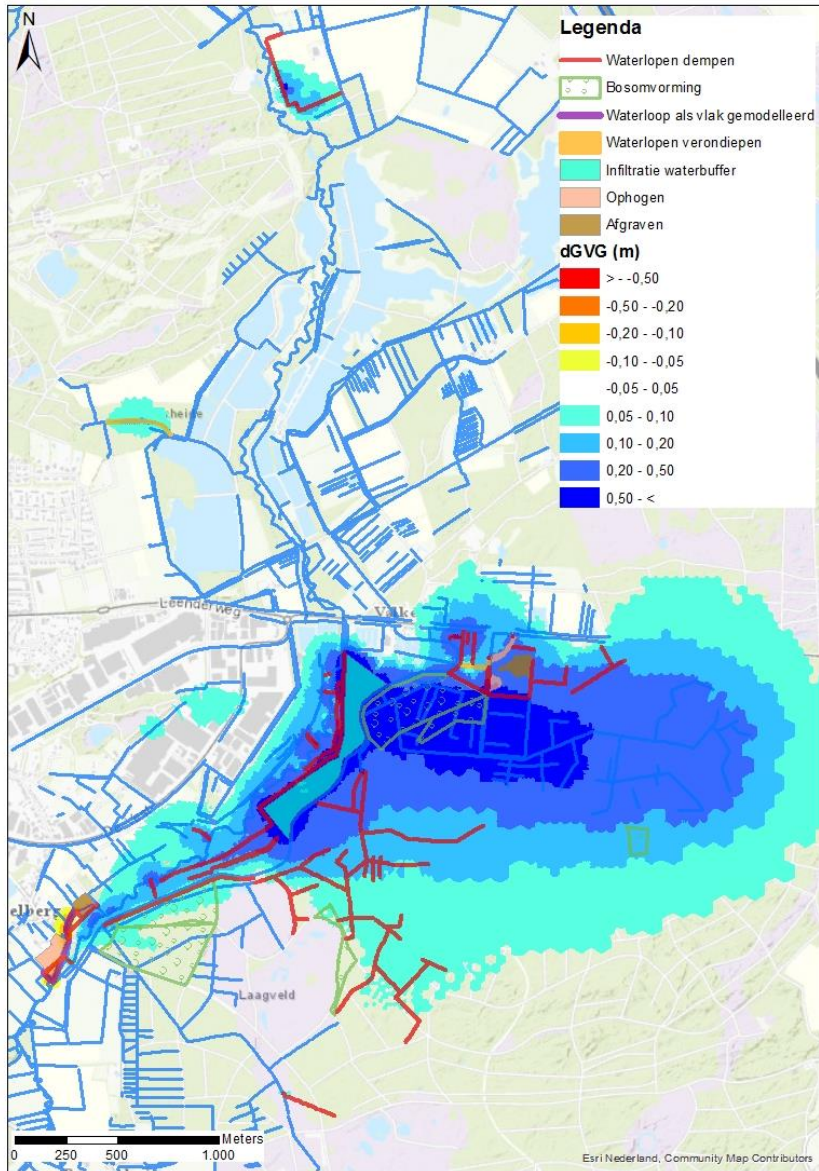 N
Legenda
Waterlopen dempen
Bosomvorming
Waterloop als vlak gemodelleerd
Waterlopen verondiepen
Infiltratie waterbuffer
Ophogen
Afgraven
dGVG (m)
> --0,50
-0,50 - -0,20
-0,20 - -0,10
-0,10 - -0,05
-0,05 - 0,05
0,05 - 0,10
0,10 - 0,20
0,20 - 0,50
0,50 - <
Leenderweg
Valke
elberg
Laagveld
Meters
0 250 500 1.000
Esri Nederland, Community Map Contributors